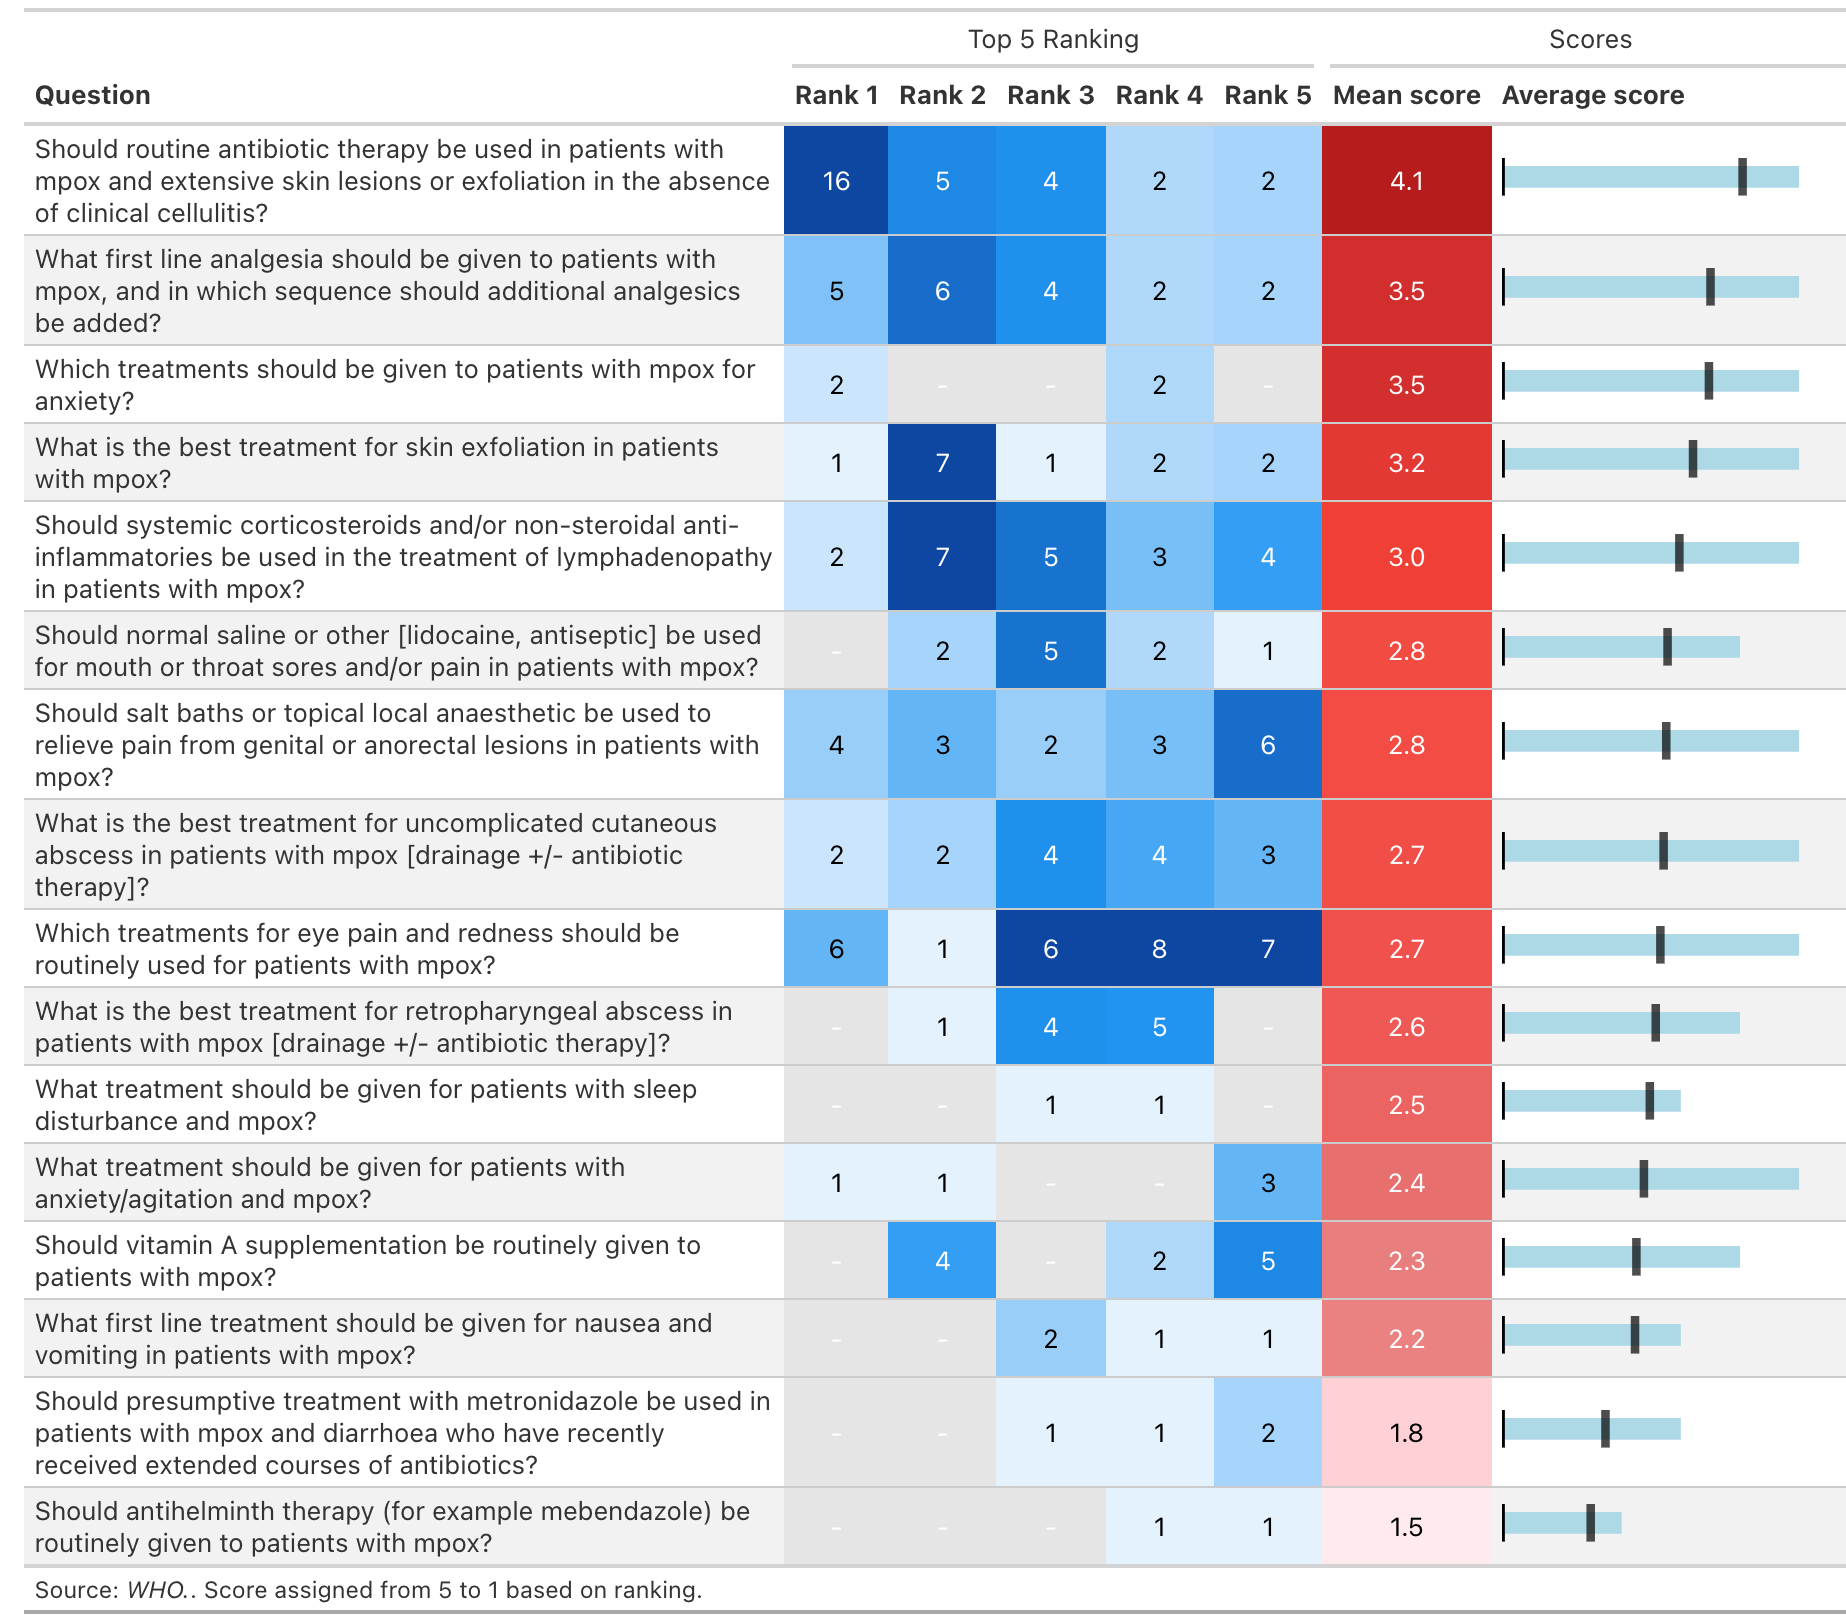 Top 5 Ranking Scores
Question Rank 1 Rank 2 Rank 3 Rank 4 Rank 5 Mean score Average score
Should routine antibiotic therapy be used in patients with
mpox and extensive skin lesions or exfoliation in the absence
of clinical cellulitis?
16 5 4 2 2 4.1
What first line analgesia should be given to patients with
mpox, and in which sequence should additional analgesics
be added?
5 6 4 2 2 3.5
Which treatments should be given to patients with mpox for
anxiety?
2 - - 2 - 3.5
What is the best treatment for skin exfoliation in patients
with mpox?
1 7 1 2 2 3.2
Should systemic corticosteroids and/or non-steroidal anti-
inflammatories be used in the treatment of lymphadenopathy
in patients with mpox?
2 7 5 3 4 3.0
Should normal saline or other [lidocaine, antiseptic] be used
for mouth or throat sores and/or pain in patients with mpox?
- 2 5 2 1 2.8
Should salt baths or topical local anaesthetic be used to
relieve pain from genital or anorectal lesions in patients with
mpox?
4 3 2 3 6 2.8
What is the best treatment for uncomplicated cutaneous
abscess in patients with mpox [drainage +/- antibiotic
therapy]?
2 2 4 4 3 2.7
Which treatments for eye pain and redness should be
routinely used for patients with mpox?
6 1 6 8 7 2.7
What is the best treatment for retropharyngeal abscess in
patients with mpox [drainage +/- antibiotic therapy]?
- 1 4 5 - 2.6
What treatment should be given for patients with sleep
disturbance and mpox?
- - 1 1 - 2.5
What treatment should be given for patients with
anxiety/agitation and mpox?
1 1 - - 3 2.4
Should vitamin A supplementation be routinely given to
patients with mpox?
- 4 - 2 5 2.3
What first line treatment should be given for nausea and
vomiting in patients with mpox?
- - 2 1 1 2.2
Should presumptive treatment with metronidazole be used in
patients with mpox and diarrhoea who have recently
received extended courses of antibiotics?
- - 1 1 2 1.8
Should antihelminth therapy (for example mebendazole) be
routinely given to patients with mpox?
- - - 1 1 1.5
Source: WHO.. Score assigned from 5 to 1 based on ranking.